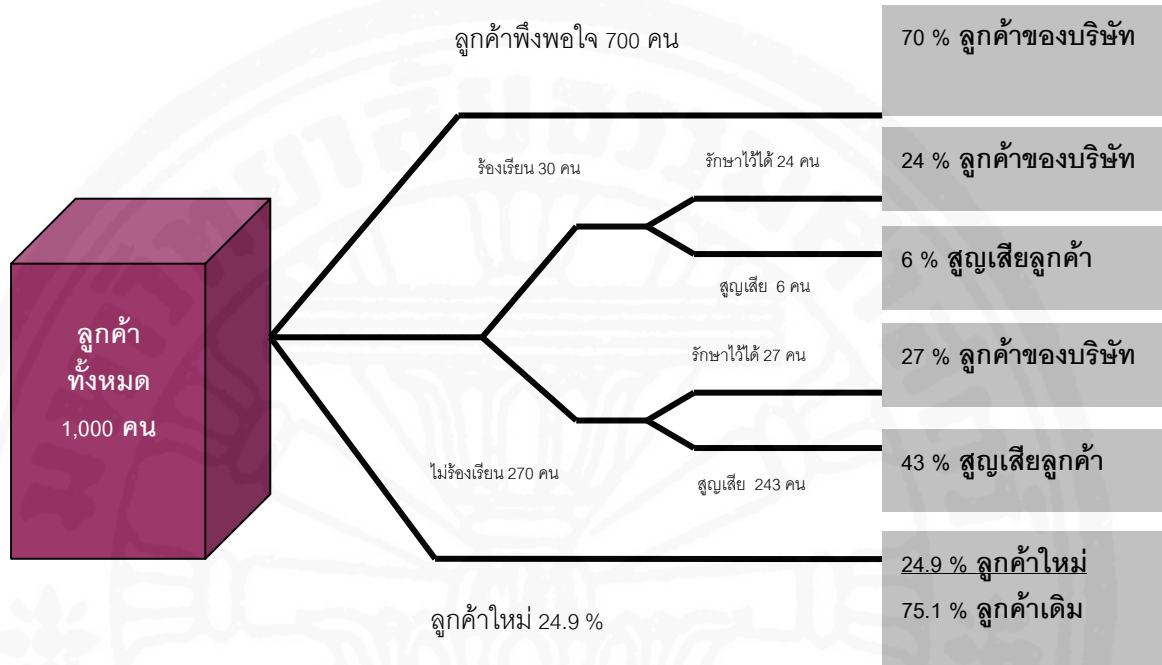 ลูกค้าพึงพอใจ 700 คน
70 % ลูกค้าของบริษัท
ร้องเรียน 30 คน
รักษาไว้ได้ 24 คน
24 % ลูกค้าของบริษัท
6 % สูญเสียลูกค้า
สูญเสีย 6 คน
ลูกค้า
ทั้งหมด
1,000 คน
รักษาไว้ได้ 27 คน
27 % ลูกค้าของบริษัท
ไม่ร้องเรียน 270 คน
สูญเสีย 243 คน
43 % สูญเสียลูกค้า
24.9 % ลูกค้าใหม่
75.1 % ลูกค้าเดิม
ลูกค้าใหม่ 24.9 %